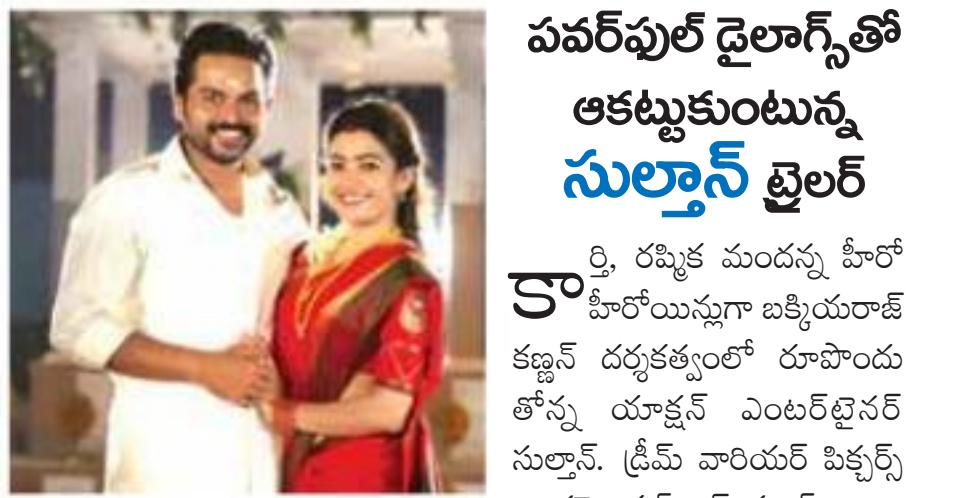 పవర్‌ఫుల్ డైలాగ్స్‌తో
ఆకట్టుకుంటున్న
సుల్తాన్ ట్రైలర్
కార్తి, రష్మిక మందన్న హీరో
హీరోయిన్లుగా బక్కియరాజ్
కణ్ణన్ దర్శకత్వంలో రూపొందు
తోన్న యాక్షన్ ఎంటర్‌టైనర్
సుల్తాన్. డ్రీమ్ వారియర్ పిక్చర్స్